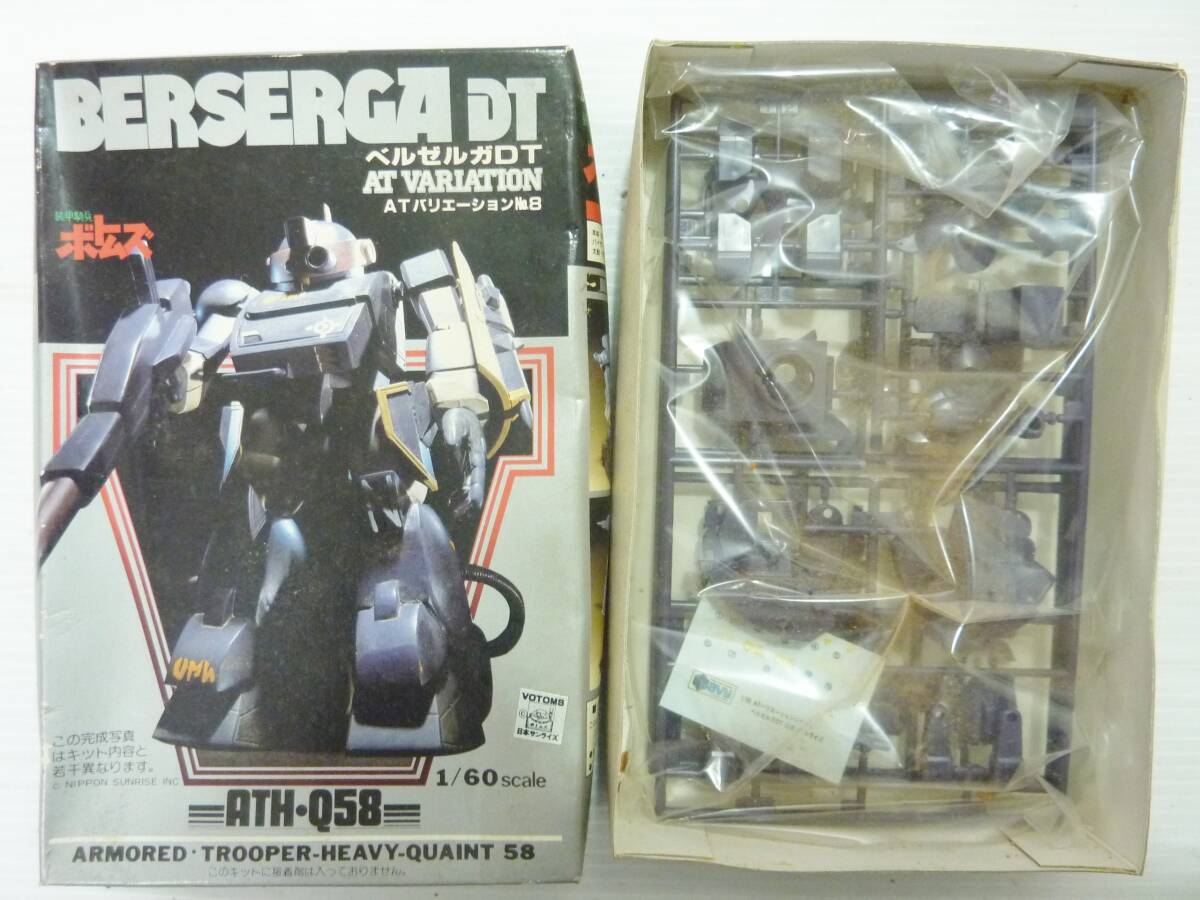 BERSERGA DT
ベルゼルガDT
AT VARIATION
ATバリエーション№8
装甲騎兵
ボトムズ
UMN
VOTOMS
日本サンライズ
この完成写真
はキット内容と
若干異なります。
© NIPPON SUNRISE INC
1/60 scale
ATH・Q58
ARMORED・TROOPER-HEAVY-QUAINT 58
このキットに接着剤は入っておりません。